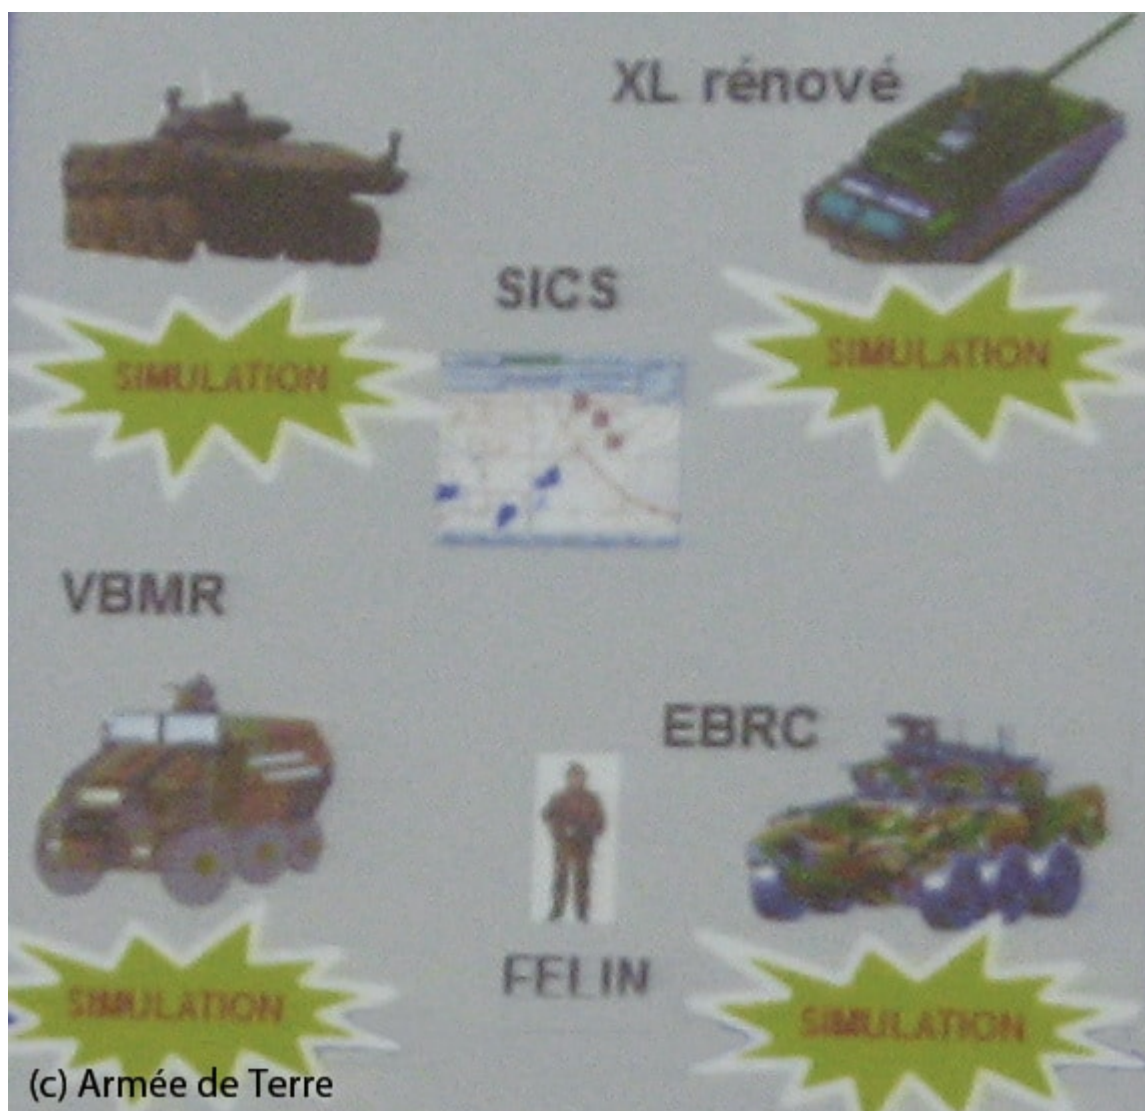 XL rénové
SICS
SIMULATION
SIMULATION
VBMR
EBRC
FELIN
SIMULATION
SIMULATION
(c) Armée de Terre